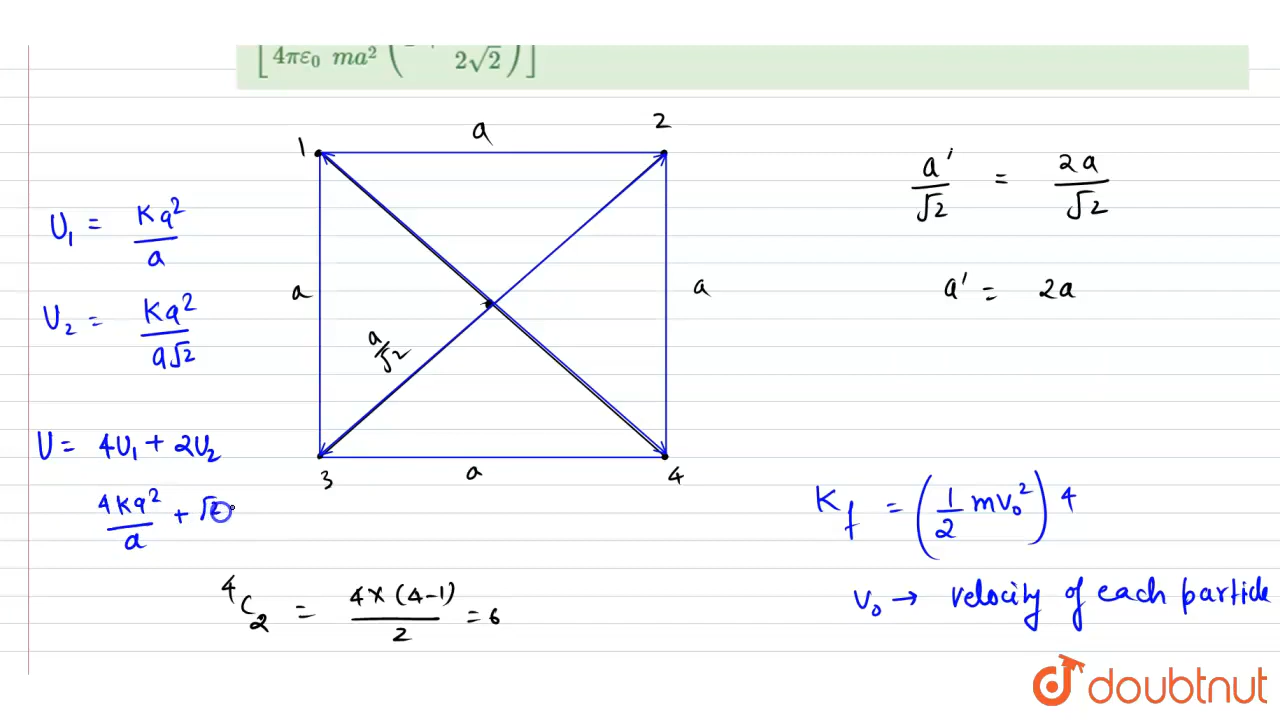 4πε₀ ma² ( 2√2 ) ]
1
a
2
a′/√2 = 2a/√2
U₁ = Kq²/a
a
a
a′ = 2a
U₂ = Kq²/a√2
a/√2
U = 4U₁ + 2U₂
3
a
4
4Kq²/a + √2
K_f = (1/2 mv₀²) 4
⁴C₂ = 4×(4-1)/2 = 6
v₀ → velocity of each particle
doubtnut